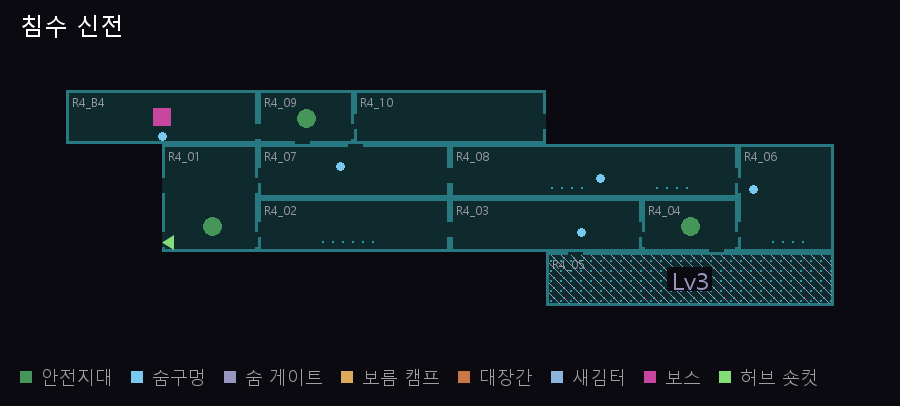 침수 신전
R4_B4 R4_09 R4_10
R4_01 R4_07 R4_08 R4_06
R4_02 R4_03 R4_04
R4_05
Lv3
안전지대 숨구멍 숨 게이트 보름 캠프 대장간 새김터 보스 허브 숏컷